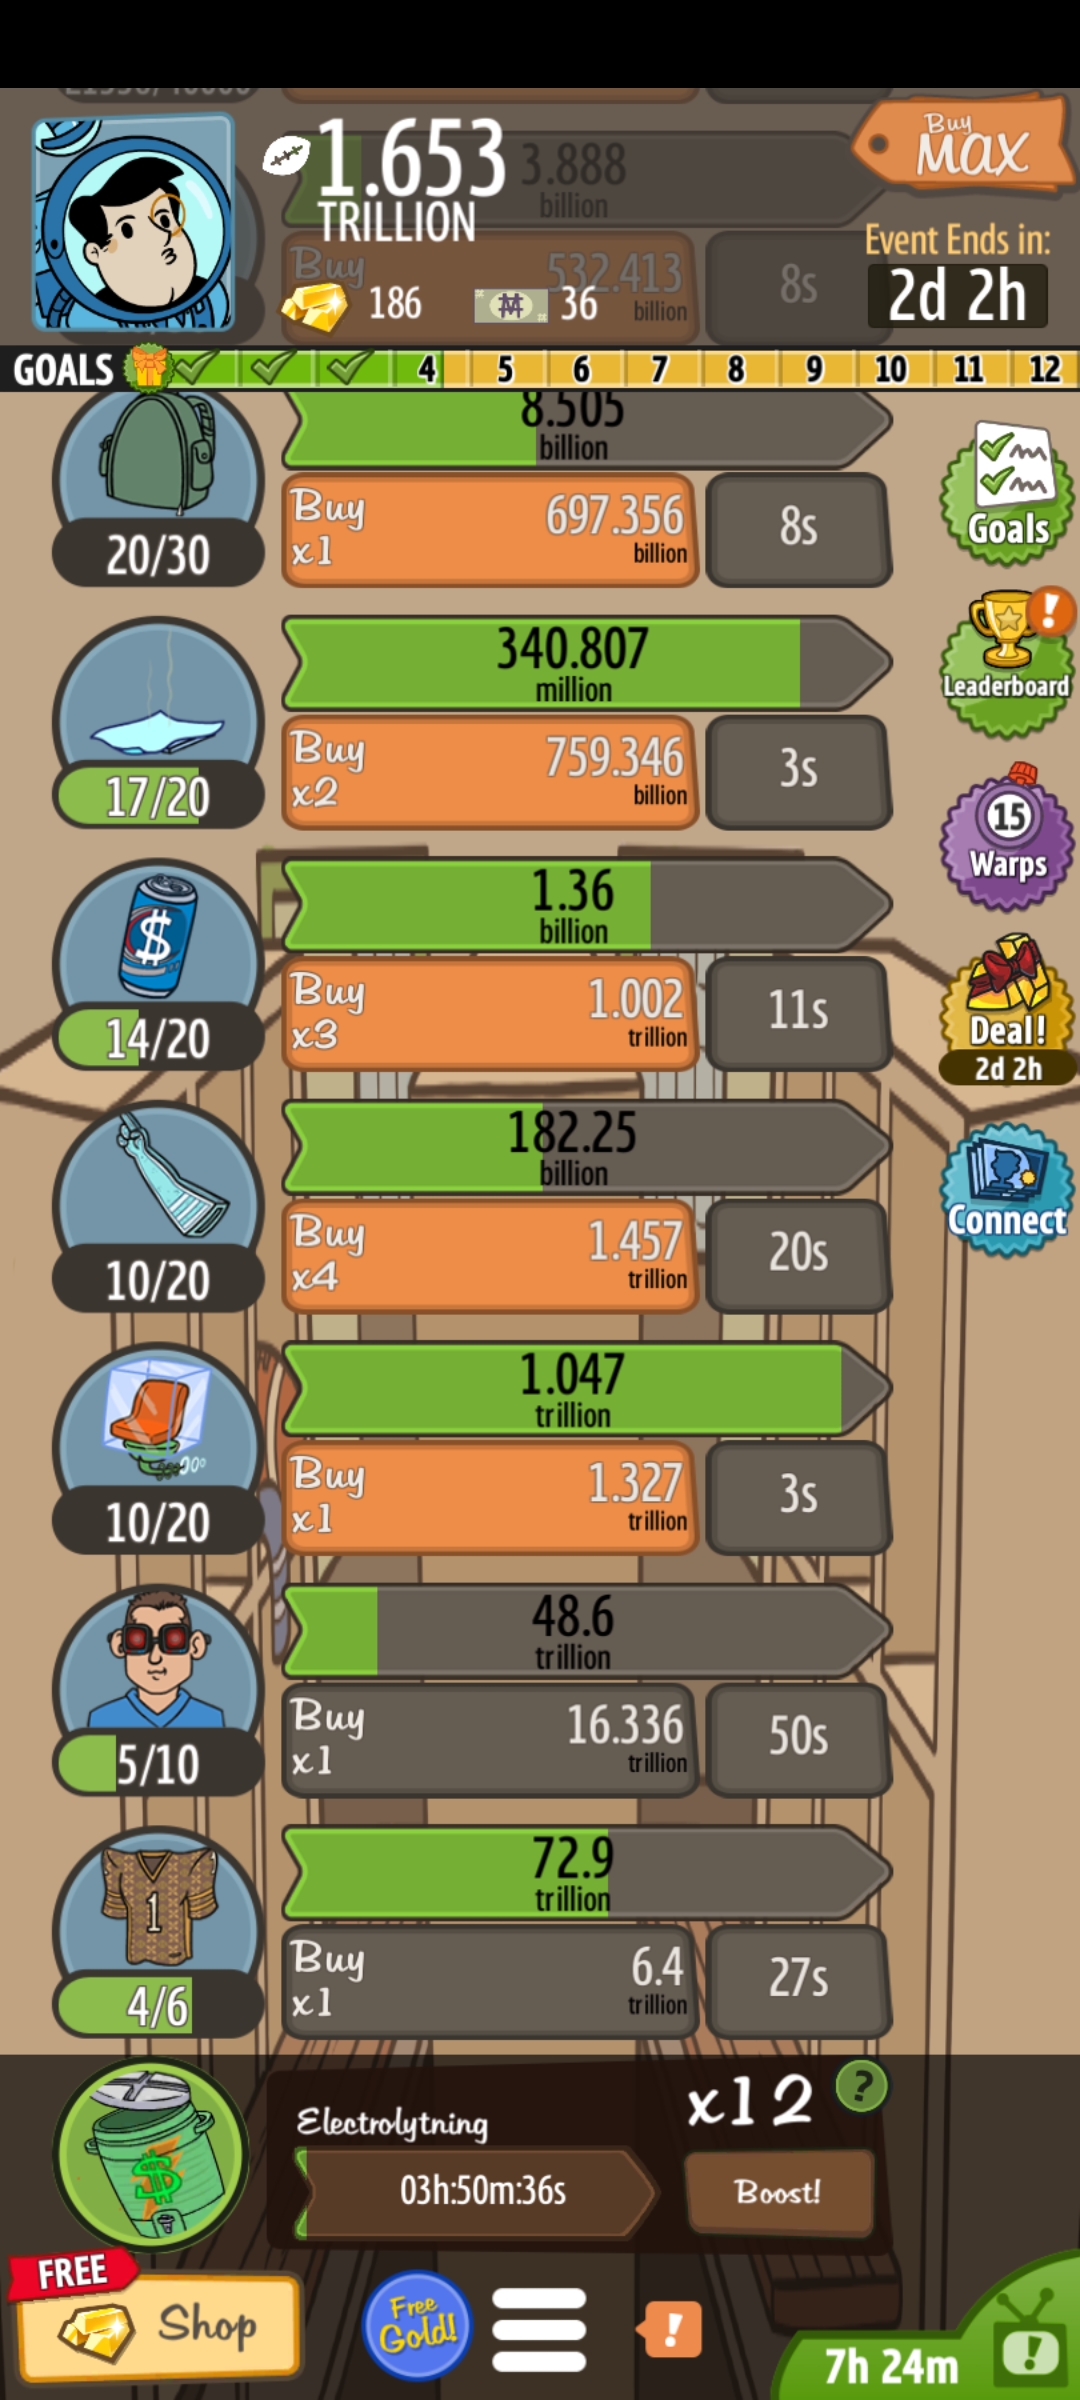 1.653
TRILLION
3.888
billion
Buy
MAX
Buy
532.413
billion
8s
186
36
Event Ends in:
2d 2h
GOALS
4
5
6
7
8
9
10
11
12
8.505
billion
20/30
Buy
x1
697.356
billion
8s
Goals
340.807
million
17/20
Buy
x2
759.346
billion
3s
Leaderboard
1.36
billion
14/20
Buy
x3
1.002
trillion
11s
15
Warps
Deal!
2d 2h
182.25
billion
10/20
Buy
x4
1.457
trillion
20s
Connect
1.047
trillion
10/20
Buy
x1
1.327
trillion
3s
48.6
trillion
5/10
Buy
x1
16.336
trillion
50s
1
72.9
trillion
4/6
Buy
x1
6.4
trillion
27s
Electrolytning
x12
?
03h:50m:36s
Boost!
FREE
Shop
Free
Gold!
!
7h 24m
!